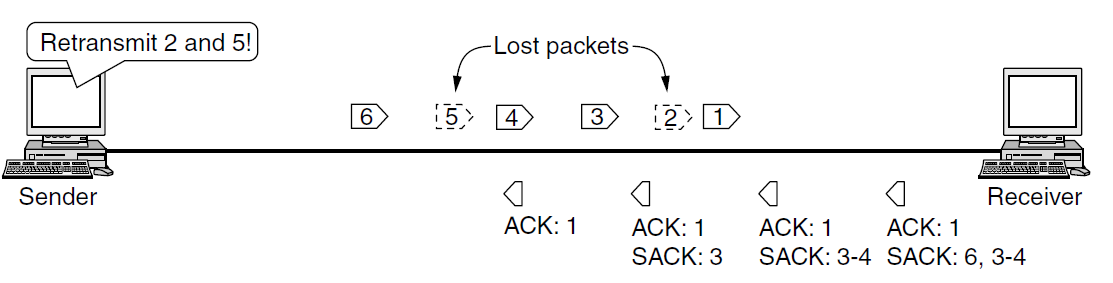 Retransmit 2 and 5!
Lost packets
6
5
4
3
2
1
Sender
Receiver
ACK: 1
ACK: 1
SACK: 3
ACK: 1
SACK: 3-4
ACK: 1
SACK: 6, 3-4